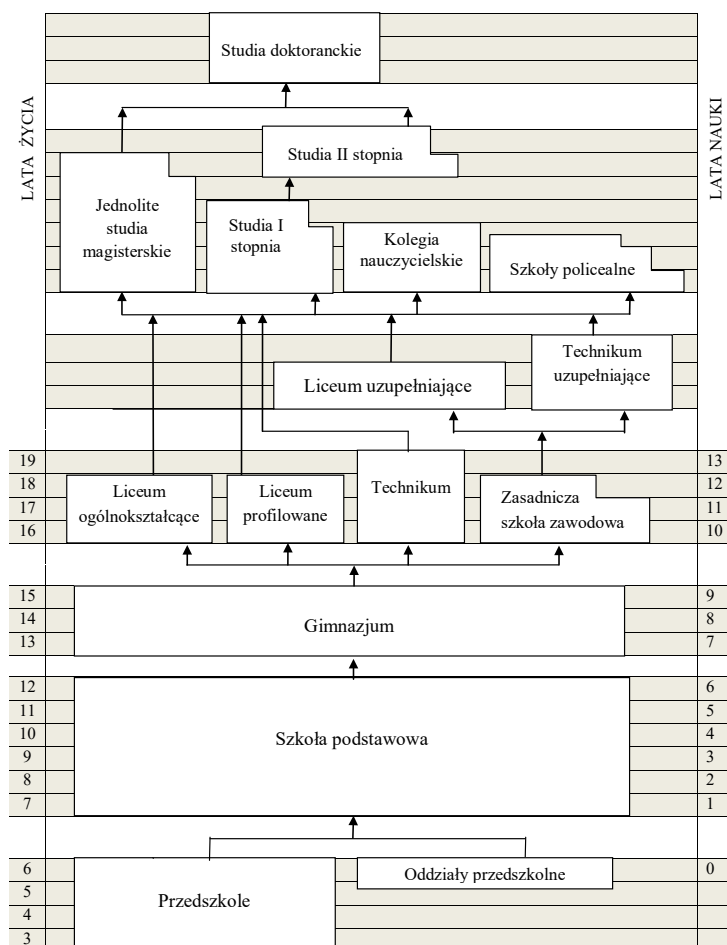 Studia doktoranckie
LATA ŻYCIA
LATA NAUKI
Studia II stopnia
Jednolite
studia
magisterskie
Studia I
stopnia
Kolegia
nauczycielskie
Szkoły policealne
Technikum
uzupełniające
Liceum uzupełniające
19
13
18
12
17
11
16
10
Liceum
ogólnokształcące
Liceum
profilowane
Technikum
Zasadnicza
szkoła zawodowa
15
9
14
8
13
7
Gimnazjum
12
6
11
5
10
4
9
3
8
2
7
1
Szkoła podstawowa
6
0
5
4
3
Przedszkole
Oddziały przedszkolne